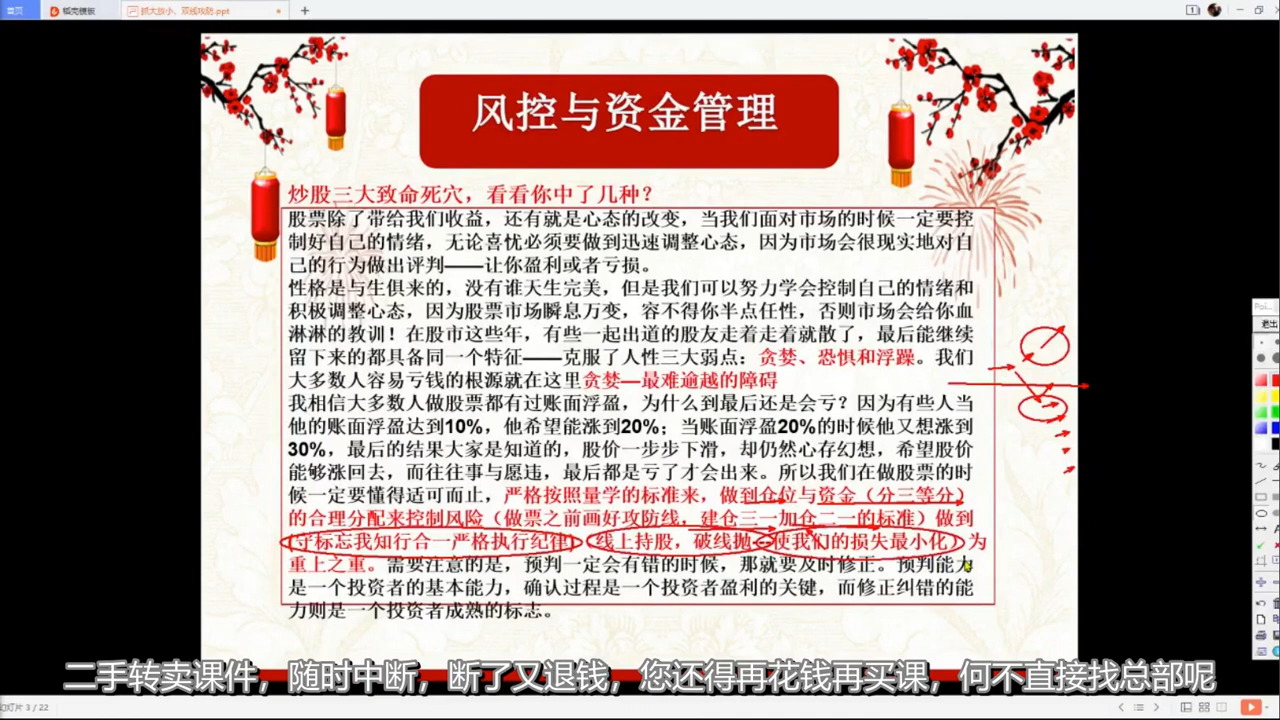 首页
稻壳模板
抓大放小、双线攻防.ppt
风控与资金管理
炒股三大致命死穴，看看你中了几种？
股票除了带给我们收益，还有就是心态的改变，当我们面对市场的时候一定要控
制好自己的情绪，无论喜忧必须要做到迅速调整心态，因为市场会很现实地对自
己的行为做出评判——让你盈利或者亏损。
性格是与生俱来的，没有谁天生完美，但是我们可以努力学会控制自己的情绪和
积极调整心态，因为股票市场瞬息万变，容不得你半点任性，否则市场会给你血
淋淋的教训！在股市这些年，有些一起出道的股友走着走着就散了，最后能继续
留下来的都具备同一个特征——克服了人性三大弱点：贪婪、恐惧和浮躁。我们
大多数人容易亏钱的根源就在这里贪婪—最难逾越的障碍
我相信大多数人做股票都有过账面浮盈，为什么到最后还是会亏？因为有些人当
他的账面浮盈达到10%，他希望能涨到20%；当账面浮盈20%的时候他又想涨到
30%，最后的结果大家是知道的，股价一步步下滑，却仍然心存幻想，希望股价
能够涨回去，而往往事与愿违，最后都是亏了才会出来。所以我们在做股票的时
候一定要懂得适可而止，严格按照量学的标准来，做到仓位与资金（分三等分）
的合理分配来控制风险（做票之前画好攻防线，建仓三一加仓二一的标准）做到
（守标忘我知行合一严格执行纪律）（线上持股，破线抛--使我们的损失最小化）为
重上之重。需要注意的是，预判一定会有错的时候，那就要及时修正。预判能力
是一个投资者的基本能力，确认过程是一个投资者盈利的关键，而修正纠错的能
力则是一个投资者成熟的标志。
二手转卖课件，随时中断，断了又退钱，您还得再花钱再买课，何不直接找总部呢
幻灯片 3 / 22